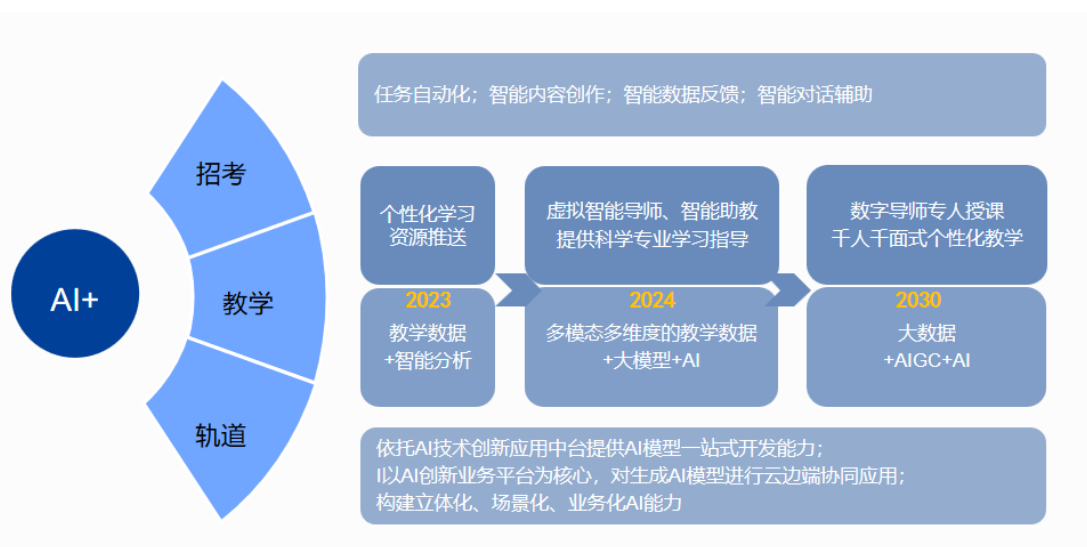 AI+
招考
任务自动化；智能内容创作；智能数据反馈；智能对话辅助
教学
个性化学习
资源推送
2023
教学数据
+智能分析
虚拟智能导师、智能助教
提供科学专业学习指导
2024
多模态多维度的教学数据
+大模型+AI
数字导师专人授课
千人千面式个性化教学
2030
大数据
+AIGC+AI
轨道
依托AI技术创新应用中台提供AI模型一站式开发能力；
I以AI创新业务平台为核心，对生成AI模型进行云边端协同应用；
构建立体化、场景化、业务化AI能力